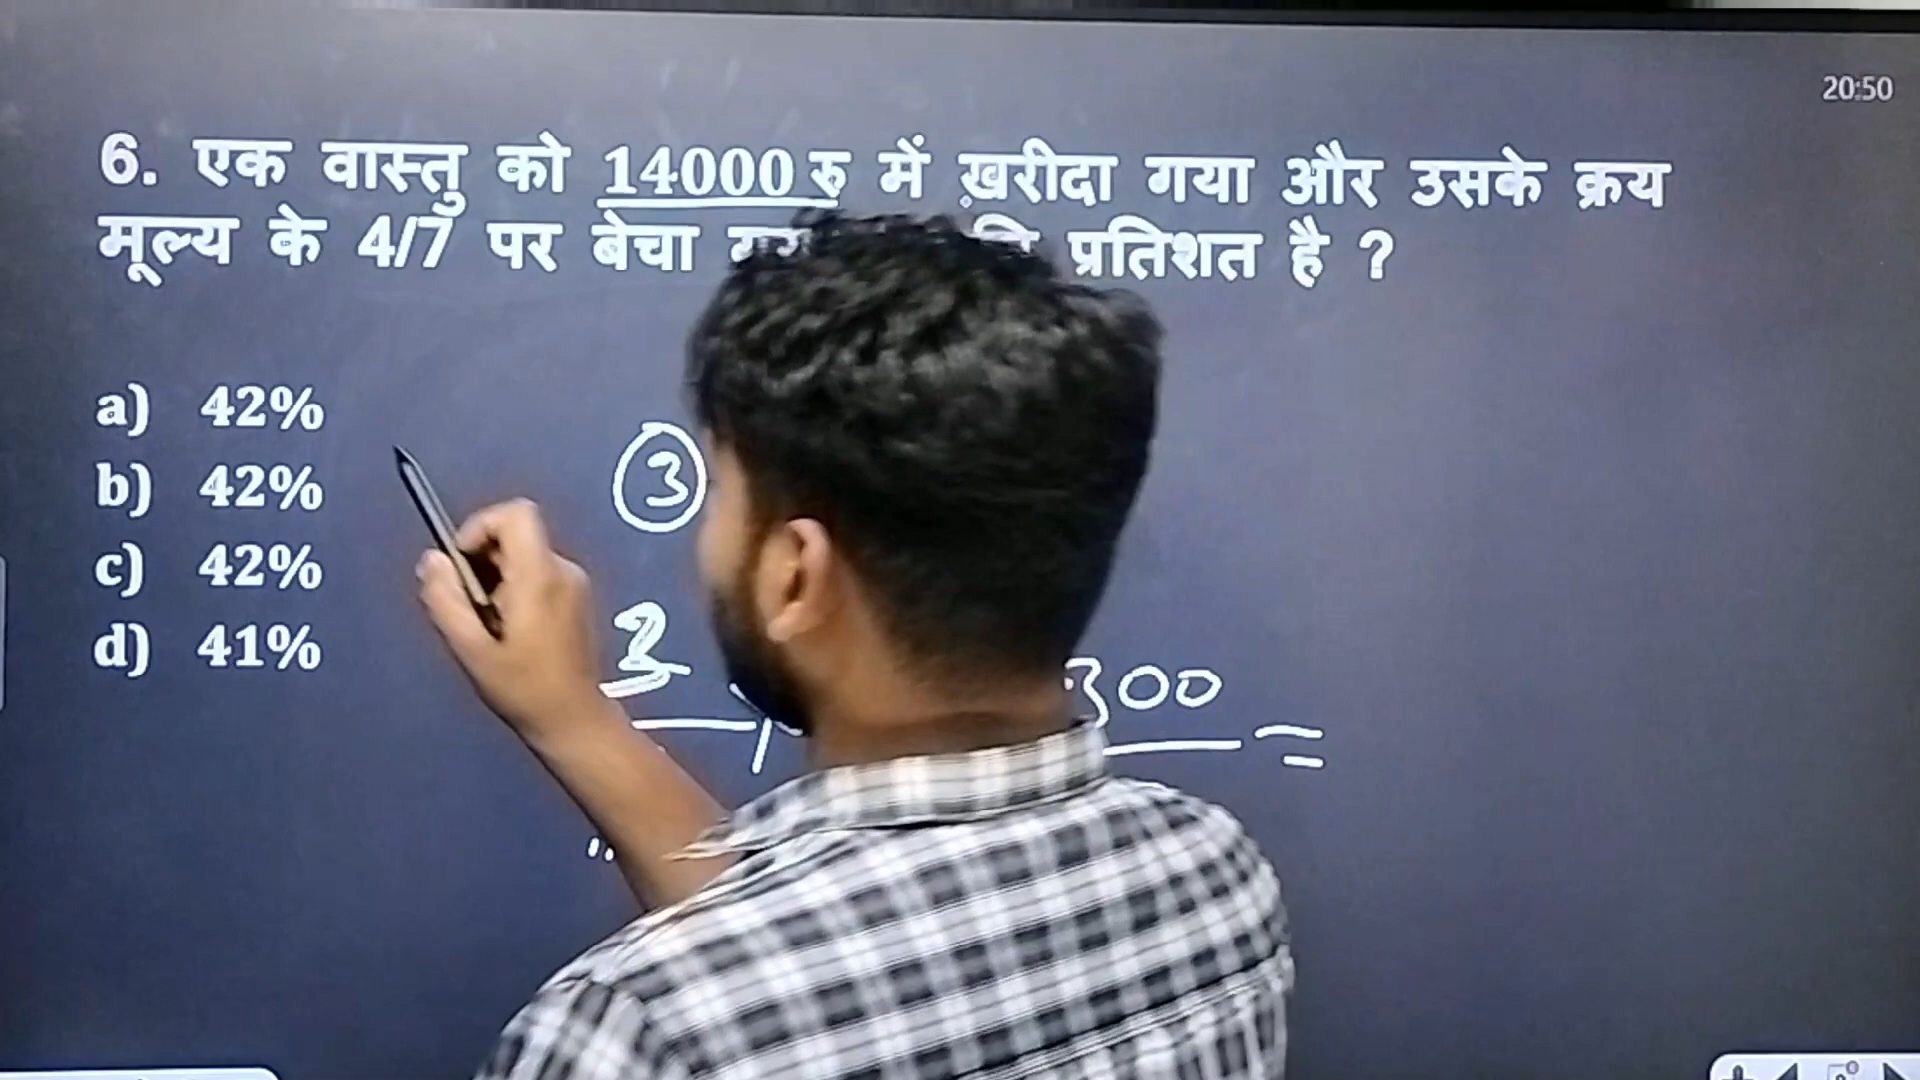 20:50
6. एक वास्तु को 14000 रु में ख़रीदा गया और उसके क्रय
मूल्य के 4/7 पर बेचा प्रतिशत है ?
a) 42%
b) 42%
c) 42%
d) 41%
3
300 =